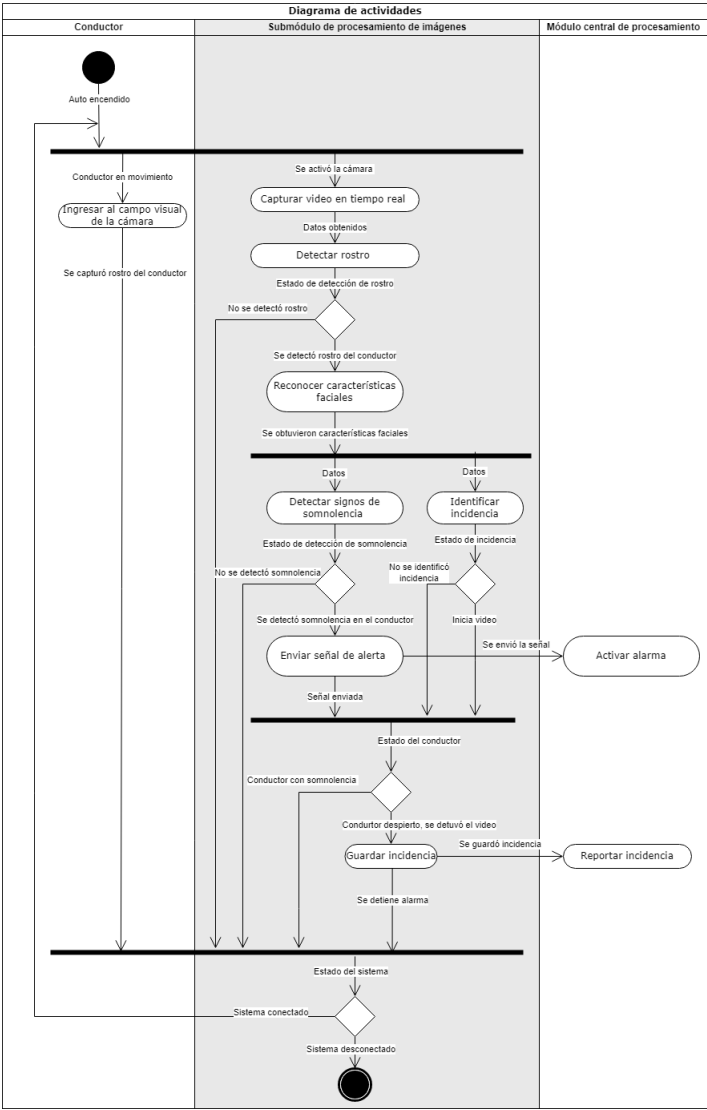 Diagrama de actividades
Conductor
Submódulo de procesamiento de imágenes
Módulo central de procesamiento
Auto encendido
Se activó la cámara
Conductor en movimiento
Capturar video en tiempo real
Ingresar al campo visual
de la cámara
Datos obtenidos
Detectar rostro
Se capturó rostro del conductor
Estado de detección de rostro
No se detectó rostro
Se detectó rostro del conductor
Reconocer características
faciales
Se obtuvieron características faciales
Datos
Datos
Detectar signos de
somnolencia
Identificar
incidencia
Estado de detección de somnolencia
Estado de incidencia
No se detectó somnolencia
No se identificó
incidencia
Se detectó somnolencia en el conductor
Inicia video
Enviar señal de alerta
Se envió la señal
Activar alarma
Señal enviada
Estado del conductor
Conductor con somnolencia
Condurtor despierto, se detuvó el video
Guardar incidencia
Se guardó incidencia
Reportar incidencia
Se detiene alarma
Estado del sistema
Sistema conectado
Sistema desconectado